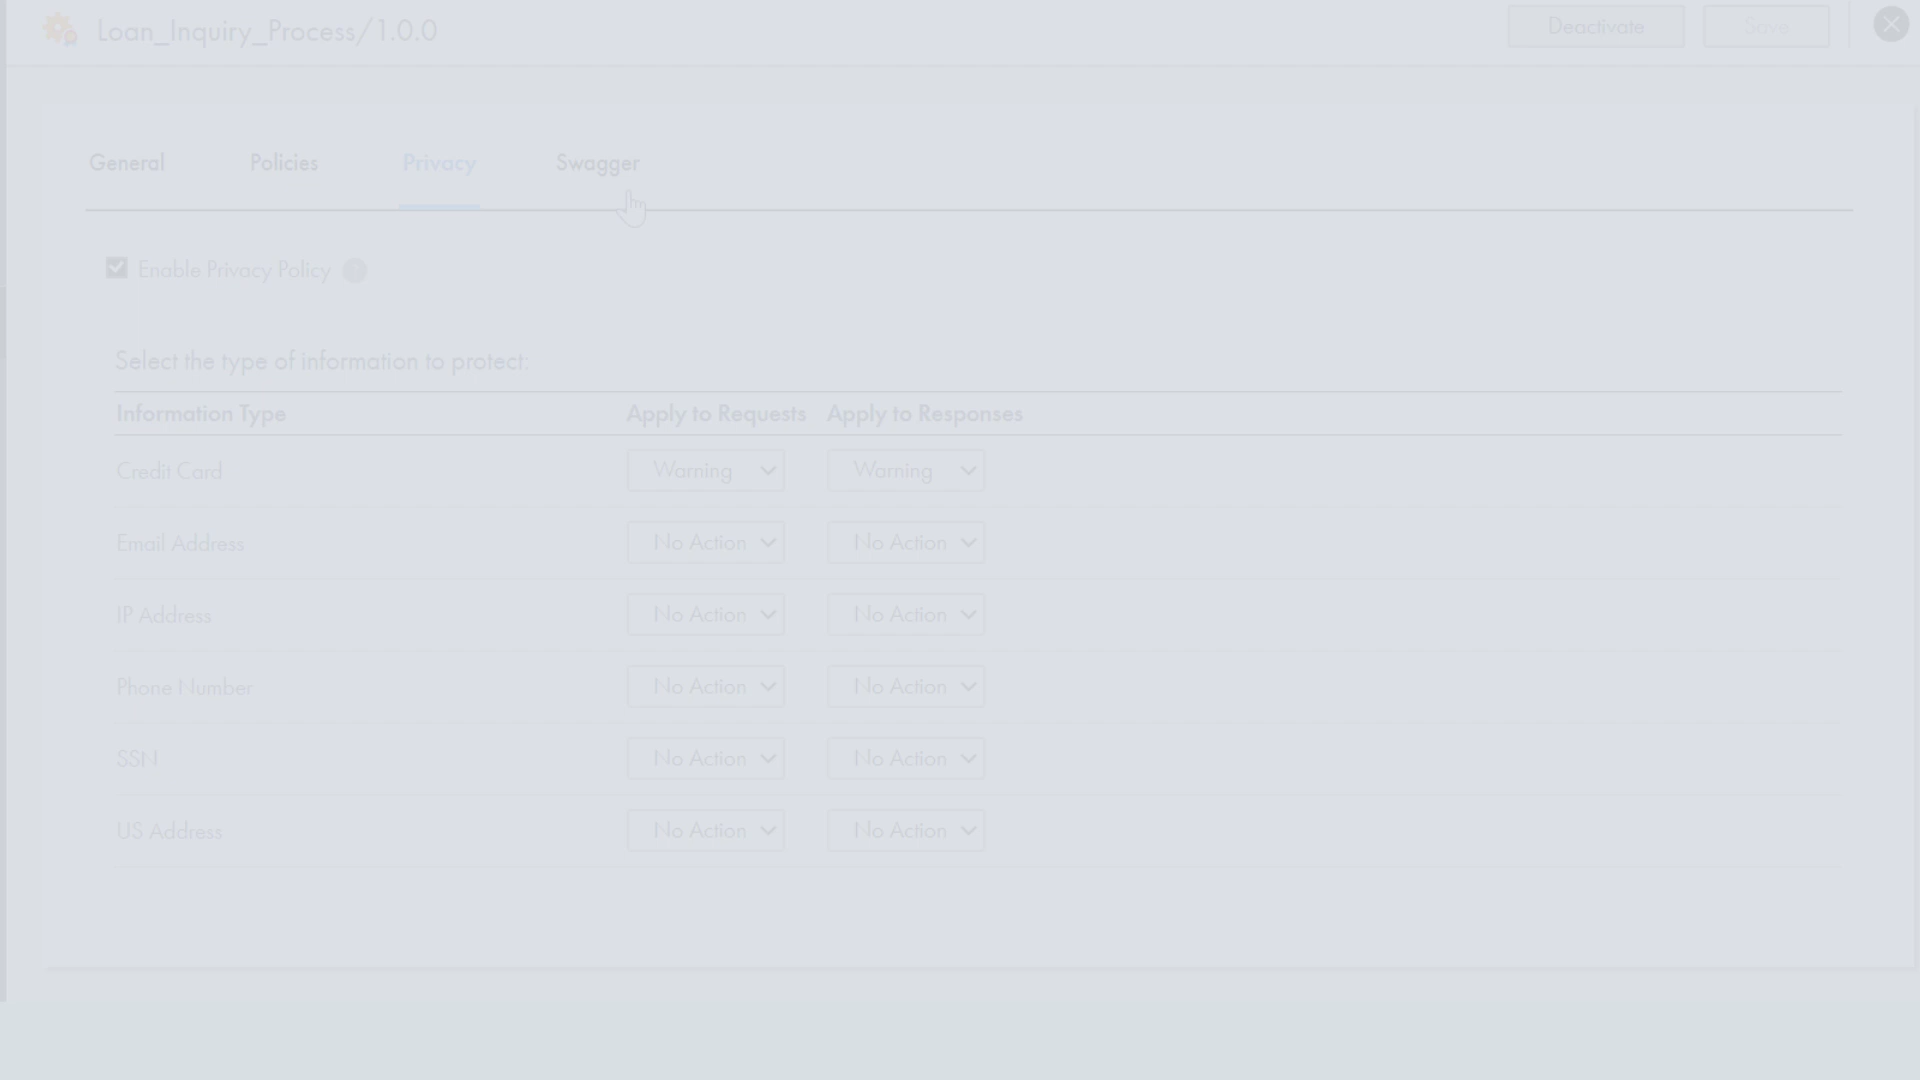 Loan_Inquiry_Process/1.0.0
Deactivate
Save
General
Policies
Privacy
Swagger
Enable Privacy Policy ?
Select the type of information to protect:
Information Type
Apply to Requests
Apply to Responses
Credit Card
Warning
Warning
Email Address
No Action
No Action
IP Address
No Action
No Action
Phone Number
No Action
No Action
SSN
No Action
No Action
US Address
No Action
No Action